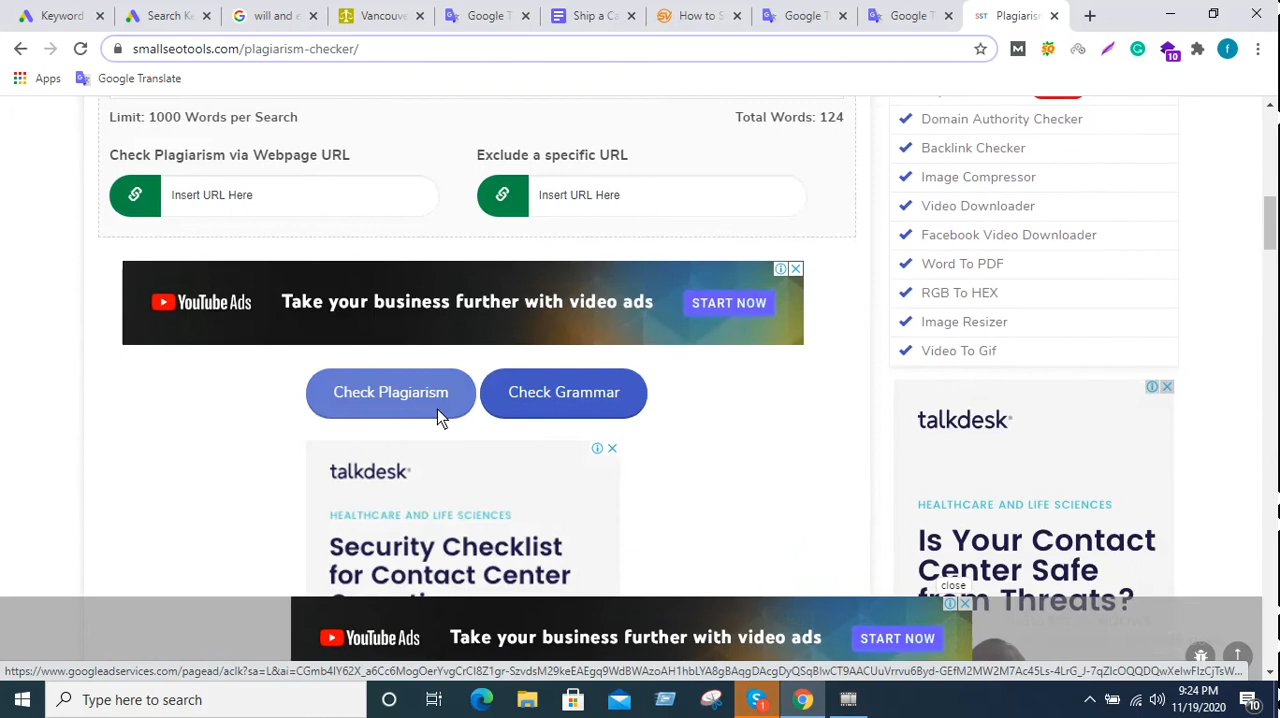 Keyword
Search Ke
will and e
Vancouve
Google T
Ship a Ca
How to S
Google T
Google T
Plagiarism
smallseotools.com/plagiarism-checker/
10
f
Apps
Google Translate
Limit: 1000 Words per Search
Total Words: 124
Check Plagiarism via Webpage URL
Exclude a specific URL
Insert URL Here
Insert URL Here
YouTube Ads
Take your business further with video ads
START NOW
Check Plagiarism
Check Grammar
talkdesk
HEALTHCARE AND LIFE SCIENCES
Security Checklist
for Contact Center
Domain Authority Checker
Backlink Checker
Image Compressor
Video Downloader
Facebook Video Downloader
Word To PDF
RGB To HEX
Image Resizer
Video To Gif
talkdesk
HEALTHCARE AND LIFE SCIENCES
Is Your Contact
Center Safe
from Threats?
close
YouTube Ads
Take your business further with video ads
START NOW
Type here to search
1
9:24 PM
11/19/2020
10